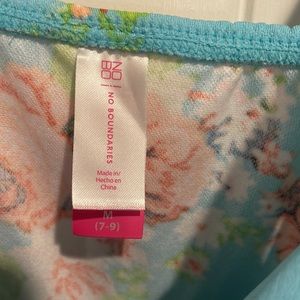 NO
BO
NO BOUNDARIES
Made in/
Hecho en
China
M
(7-9)